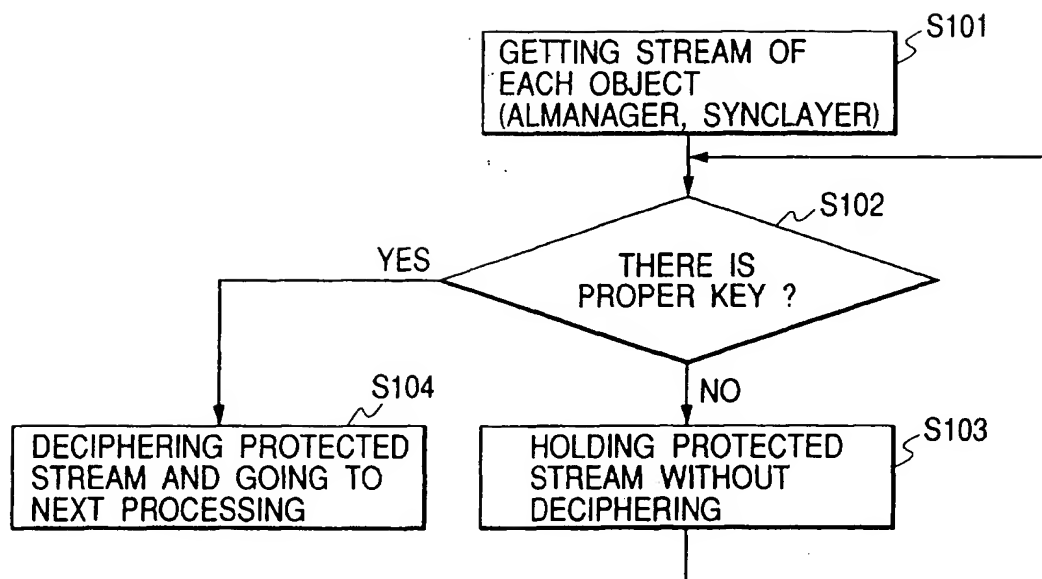 S101
GETTING STREAM OF
EACH OBJECT
(ALMANAGER, SYNCLAYER)
S102
YES
THERE IS
PROPER KEY ?
NO
S104
DECIPHERING PROTECTED
STREAM AND GOING TO
NEXT PROCESSING
S103
HOLDING PROTECTED
STREAM WITHOUT
DECIPHERING